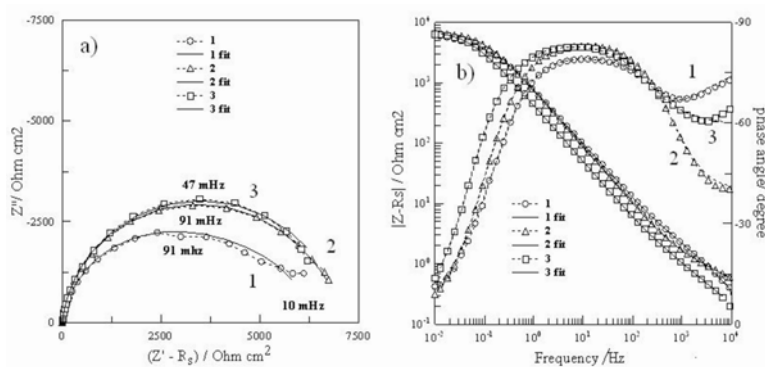 a)
Z"/ Ohm cm2
-7500
-5000
-2500
0
1
1 fit
2
2 fit
3
3 fit
47 mHz
3
91 mHz
2
91 mhz
1
10 mHz
0 2500 5000 7500
(Z' - Rs) / Ohm cm2
b)
|Z-Rs| / Ohm cm2
10^4
10^3
10^2
10^1
10^0
10^-1
1
3
2
1
1 fit
2
2 fit
3
3 fit
-90
-60
-30
0
phase angle/ degree
10^-2 10^-1 10^0 10^1 10^2 10^3 10^4
Frequency /Hz